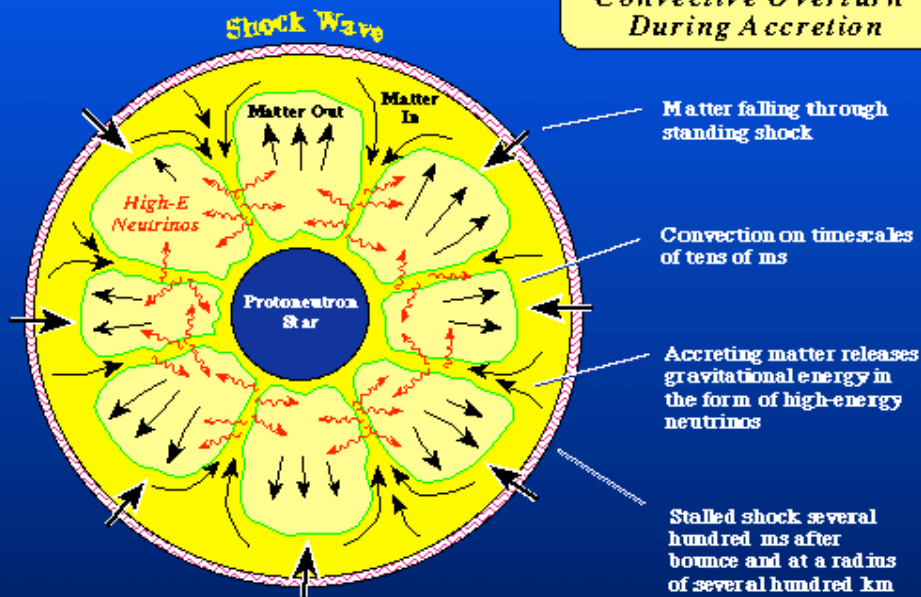 Convective Overturn
During Accretion
Shock Wave
Matter Out
Matter
In
High-E
Neutrinos
Protoneutron
Star
Matter falling through
standing shock
Convection on timescales
of tens of ms
Accreting matter releases
gravitational energy in
the form of high-energy
neutrinos
Stalled shock several
hundred ms after
bounce and at a radius
of several hundred km